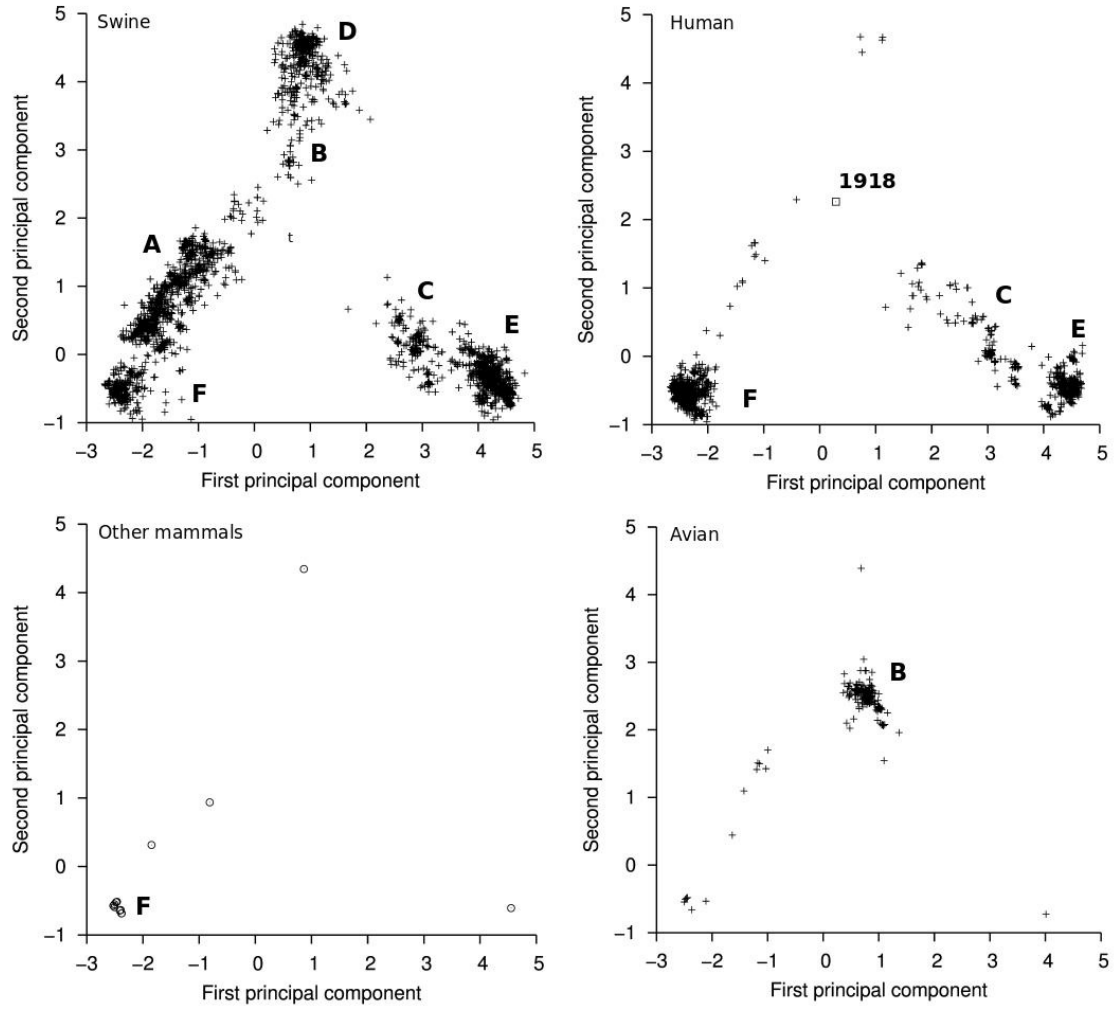 Swine
5
4
3
2
1
0
−1
−3
−2
−1
0
1
2
3
4
5
Second principal component
First principal component
D
B
A
C
E
F
t
Human
5
4
3
2
1
0
−1
−3
−2
−1
0
1
2
3
4
5
Second principal component
First principal component
1918
C
E
F
Other mammals
5
4
3
2
1
0
−1
−3
−2
−1
0
1
2
3
4
5
Second principal component
First principal component
F
Avian
5
4
3
2
1
0
−1
−3
−2
−1
0
1
2
3
4
5
Second principal component
First principal component
B